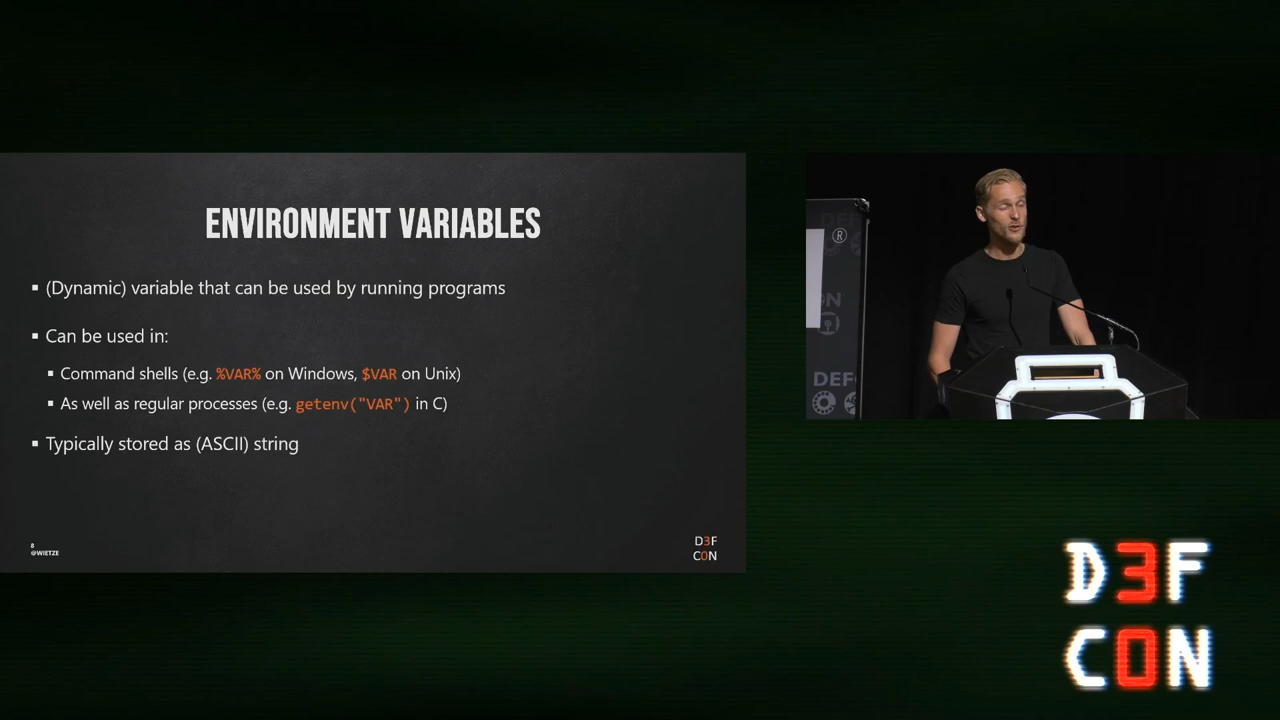 ENVIRONMENT VARIABLES
▪ (Dynamic) variable that can be used by running programs
▪ Can be used in:
▪ Command shells (e.g. %VAR% on Windows, $VAR on Unix)
▪ As well as regular processes (e.g. getenv("VAR") in C)
▪ Typically stored as (ASCII) string
8
@WIETZE
D3F
C0N
®
DEF
D3F
C0N